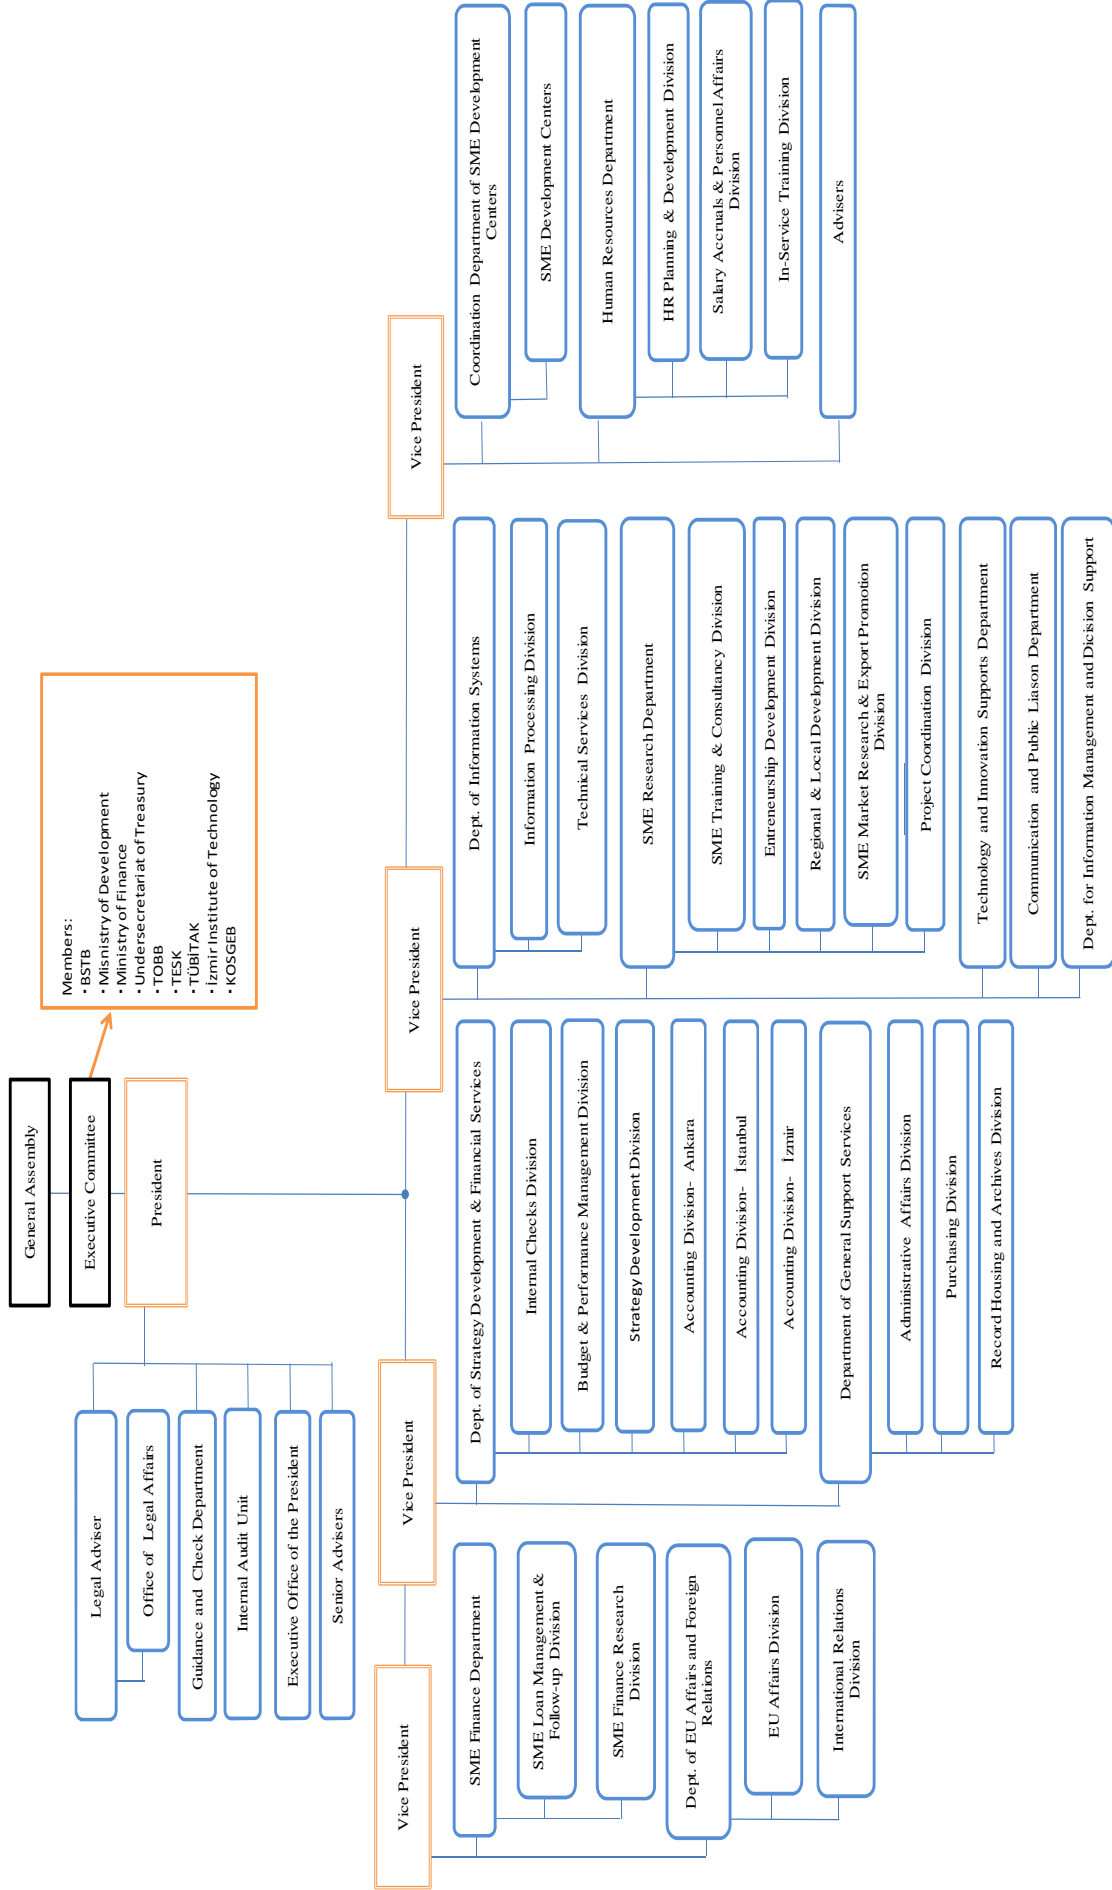 General Assembly
Executive Committee
President
Members:
· BSTB
· Misnistry of Development
· Ministry of Finance
· Undersecretariat of Treasury
· TOBB
· TESK
· TÜBİTAK
· İzmir Institute of Technology
· KOSGEB
Legal Adviser
Office of Legal Affairs
Guidance and Check Department
Internal Audit Unit
Executive Office of the President
Senior Advisers
Vice President
SME Finance Department
SME Loan Management &
Follow-up Division
SME Finance Research
Division
Dept. of EU Affairs and Foreign
Relations
EU Affairs Division
International Relations
Division
Vice President
Dept. of Strategy Development & Financial Services
Internal Checks Division
Budget & Performance Management Division
Strategy Development Division
Accounting Division- Ankara
Accounting Division- İstanbul
Accounting Division- İzmir
Department of General Support Services
Administrative Affairs Division
Purchasing Division
Record Housing and Archives Division
Vice President
Dept. of Information Systems
Information Processing Division
Technical Services Division
SME Research Department
SME Training & Consultancy Division
Entreneurship Development Division
Regional & Local Development Division
SME Market Research & Export Promotion
Division
Project Coordination Division
Technology and Innovation Supports Department
Communication and Public Liason Department
Dept. for Information Management and Dicision Support
Vice President
Coordination Department of SME Development
Centers
SME Development Centers
Human Resources Department
HR Planning & Development Division
Salary Accruals & Personnel Affairs
Division
In-Service Training Division
Advisers